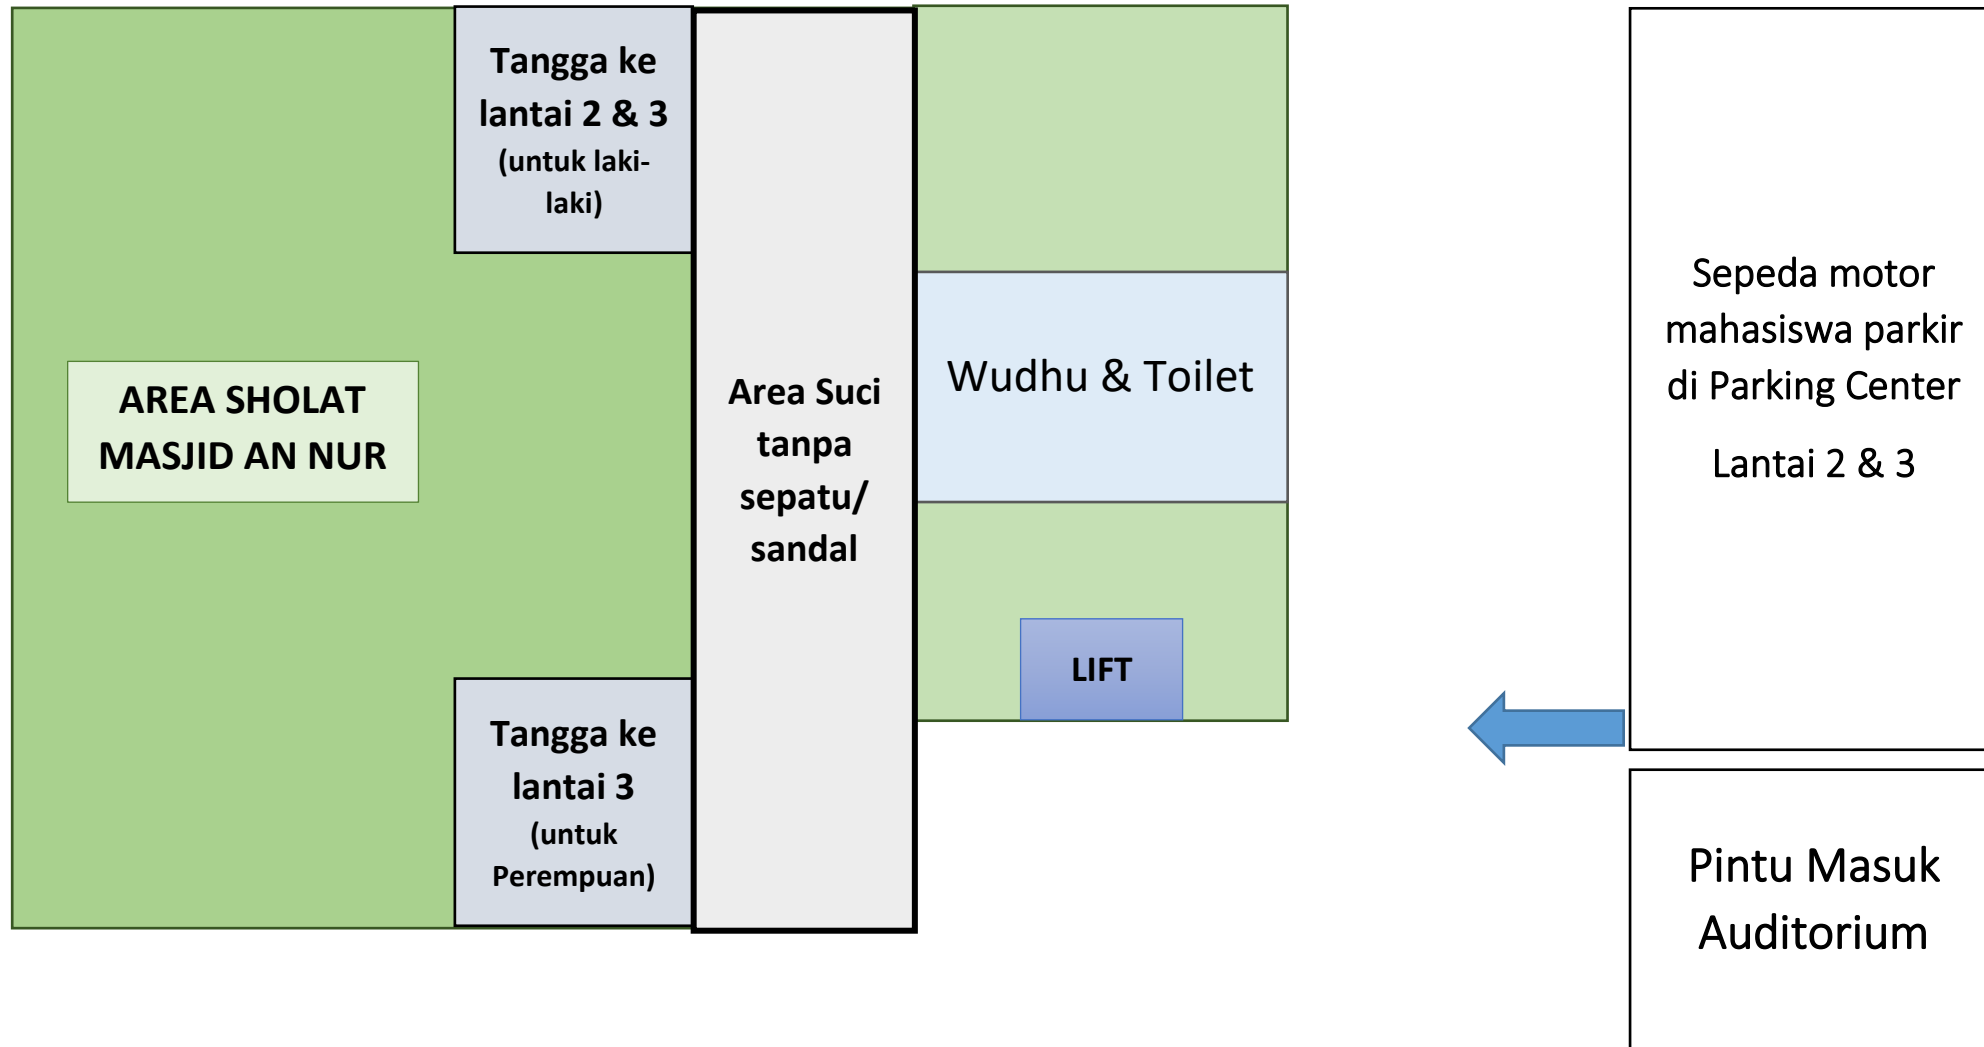 Tangga ke
lantai 2 & 3
(untuk laki-
laki)
AREA SHOLAT
MASJID AN NUR
Tangga ke
lantai 3
(untuk
Perempuan)
Area Suci
tanpa
sepatu/
sandal
Wudhu & Toilet
LIFT
Sepeda motor
mahasiswa parkir
di Parking Center
Lantai 2 & 3
Pintu Masuk
Auditorium